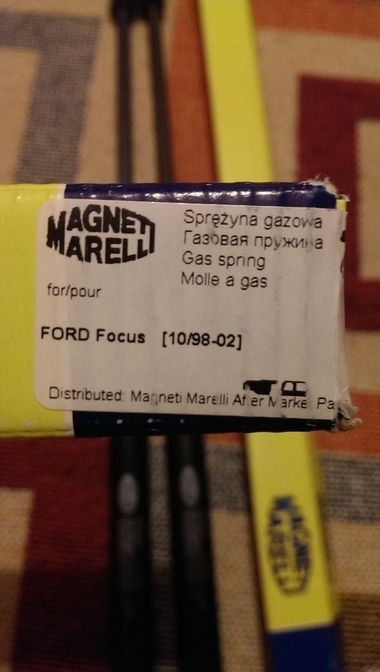 MAGNETI
MARELLI
Sprężyna gazowa
Газовая пружина
Gas spring
Molle a gas
for/pour
FORD Focus [10/98-02]
Distributed: Magneti Marelli After Market Pa
MAGNETI
MARELLI